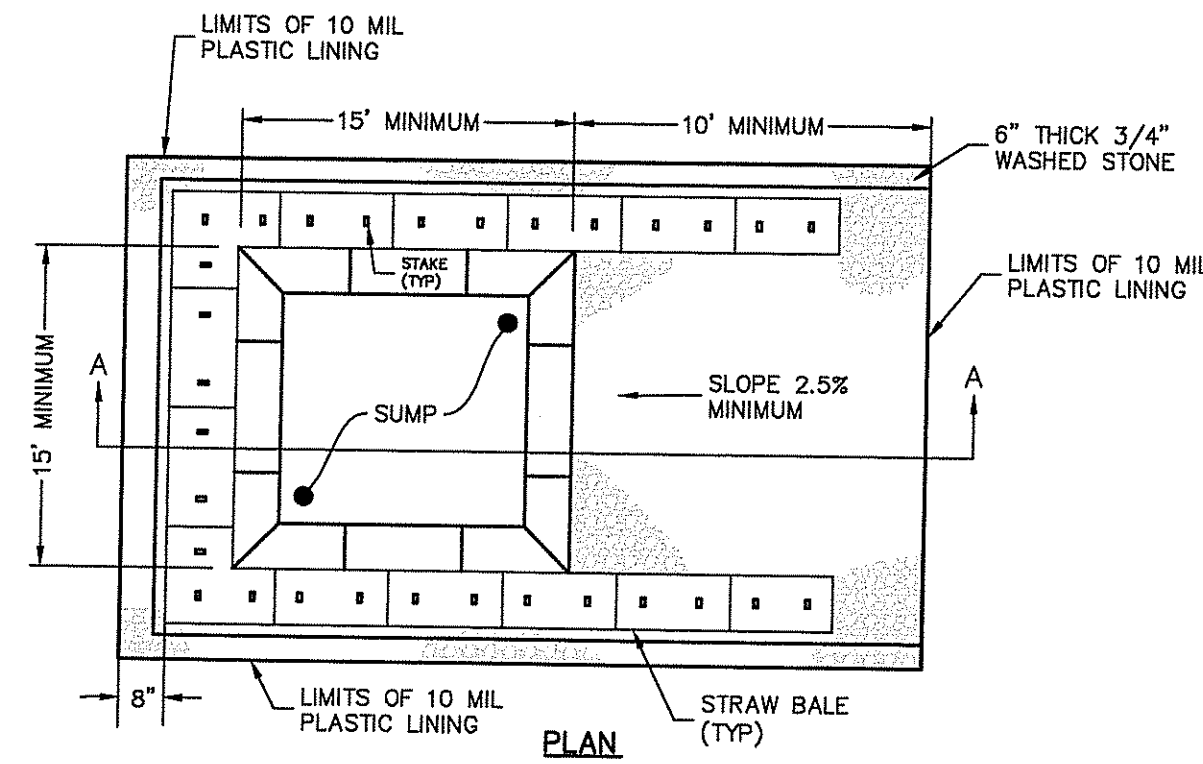 LIMITS OF 10 MIL
PLASTIC LINING
15' MINIMUM
10' MINIMUM
6" THICK 3/4"
WASHED STONE
STAKE
(TYP)
LIMITS OF 10 MIL
PLASTIC LINING
15' MINIMUM
A
A
SLOPE 2.5%
MINIMUM
SUMP
8"
LIMITS OF 10 MIL
PLASTIC LINING
STRAW BALE
(TYP)
PLAN